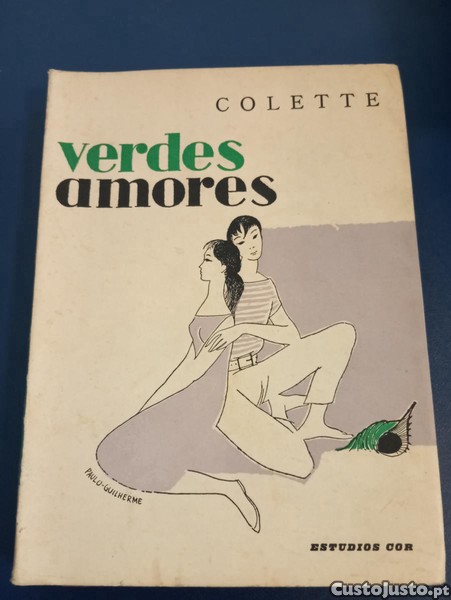 COLETTE
verdes
amores
PAULO-GUILHERME
ESTUDIOS COR
CustoJusto.pt